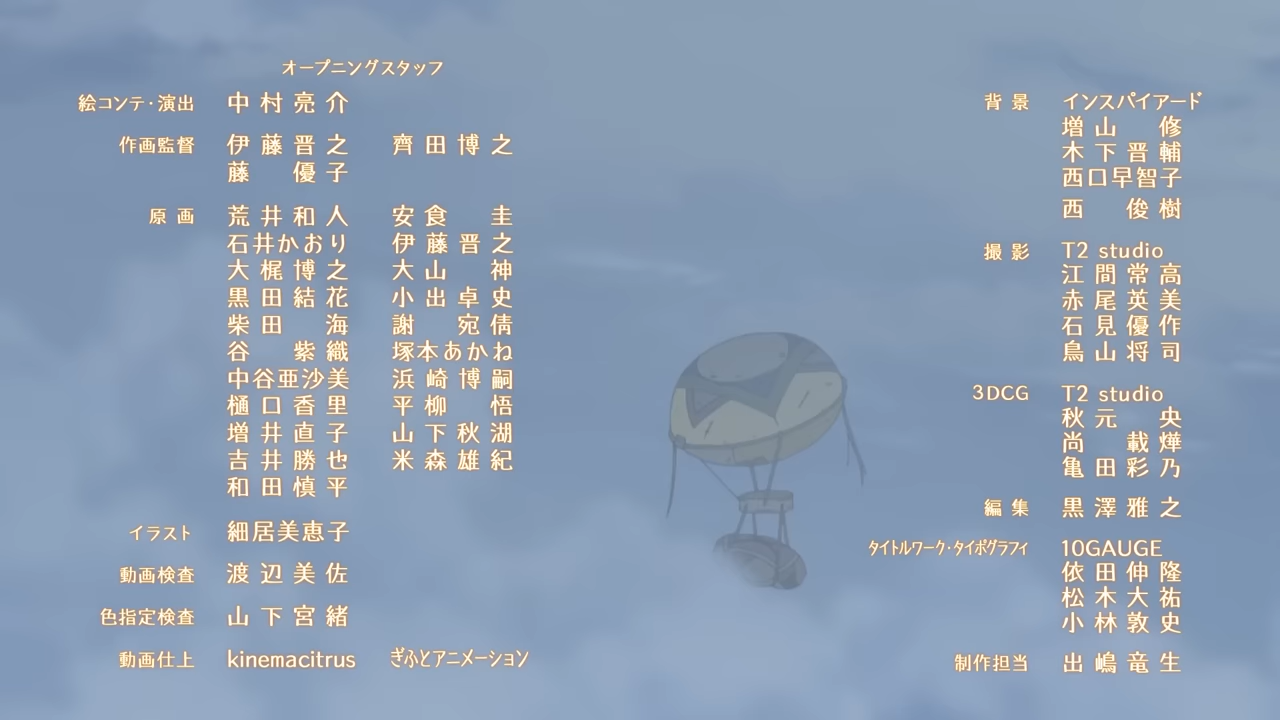 オープニングスタッフ
絵コンテ・演出 中村亮介
作画監督 伊藤晋之 齊田博之
藤 優子
原画 荒井和人 安食 圭
石井かおり 伊藤晋之
大梶博之 大山 神
黒田結花 小出卓史
柴田 海 謝 宛倩
谷 紫織 塚本あかね
中谷亜沙美 浜崎博嗣
樋口香里 平柳 悟
増井直子 山下秋湖
吉井勝也 米森雄紀
和田慎平
イラスト 細居美恵子
動画検査 渡辺美佐
色指定検査 山下宮緒
動画仕上 kinemacitrus ぎふとアニメーション
背景 インスパイアード
増山 修
木下晋輔
西口早智子
西 俊樹
撮影 T2 studio
江間常高
赤尾英美
石見優作
鳥山将司
3DCG T2 studio
秋元 央
尚 載燁
亀田彩乃
編集 黒澤雅之
タイトルワーク・タイポグラフィ 10GAUGE
依田伸隆
松木大祐
小林敦史
制作担当 出嶋竜生